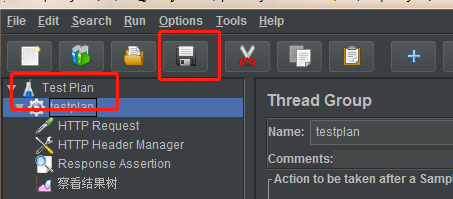 File Edit Search Run Options Tools Help
Test Plan
testplan
HTTP Request
HTTP Header Manager
Response Assertion
察看结果树
Thread Group
Name: testplan
Comments:
Action to be taken after a Samp